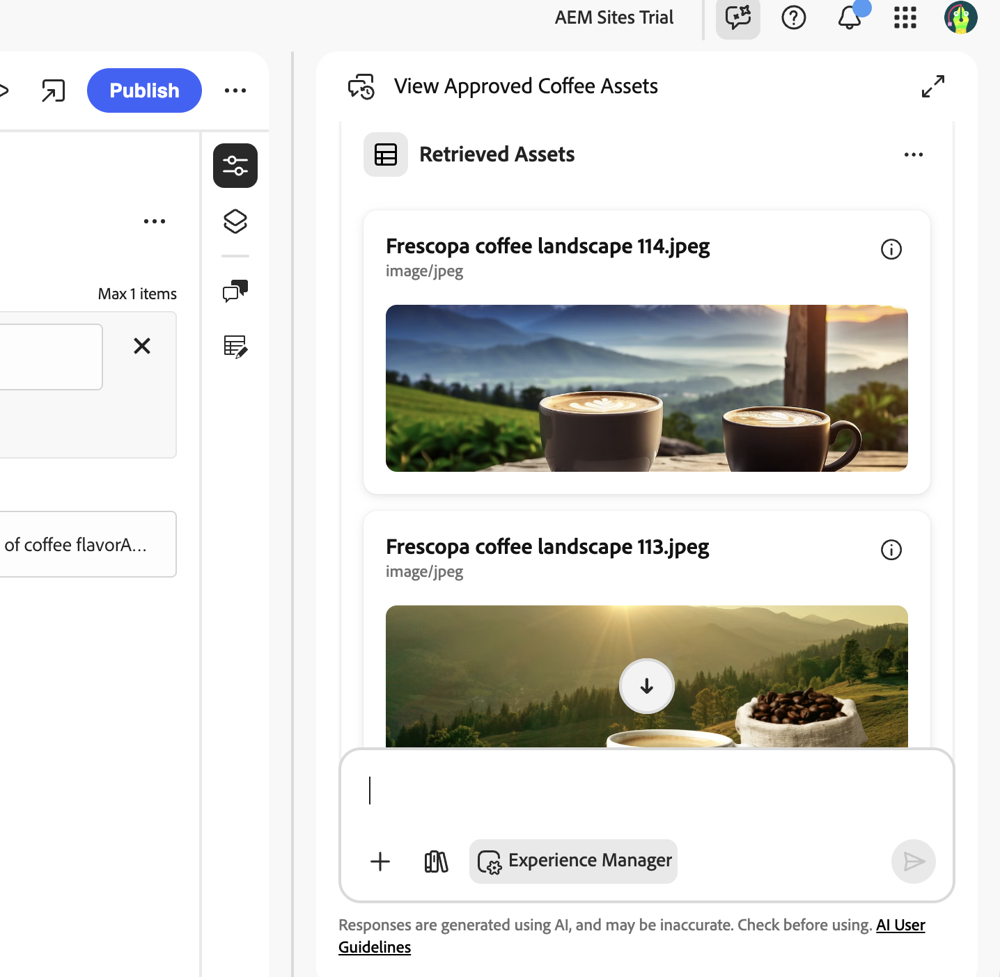 AEM Sites Trial
Publish
View Approved Coffee Assets
Retrieved Assets
Max 1 items
of coffee flavorA...
Frescopa coffee landscape 114.jpeg
image/jpeg
Frescopa coffee landscape 113.jpeg
image/jpeg
Experience Manager
Responses are generated using AI, and may be inaccurate. Check before using. AI User
Guidelines